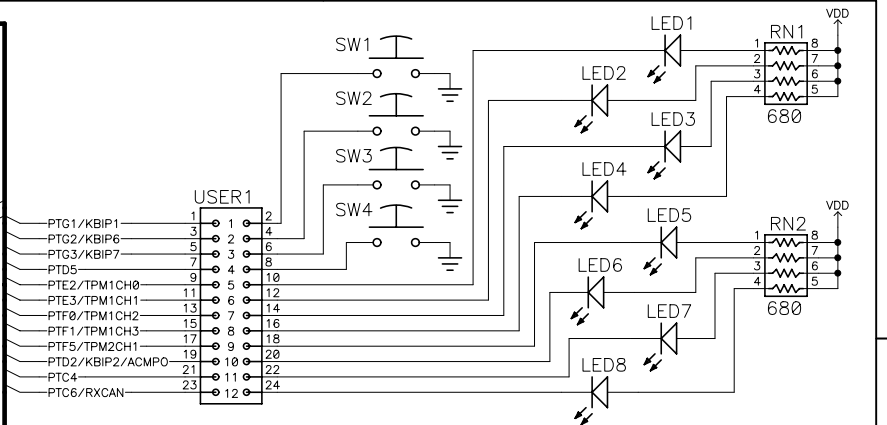 LED1
VDD
RN1
SW1
1 8
2 7
LED2
3 6
4 5
SW2
680
LED3
SW3
LED4
USER1
SW4
VDD
LED5
RN2
PTG1/KBIP1 1 1 2
PTG2/KBIP6 3 2 4
1 8
PTG3/KBIP7 5 3 6
2 7
LED6
PTD5 7 4 8
3 6
PTE2/TPM1CH0 9 5 10
4 5
PTE3/TPM1CH1 11 6 12
680
PTF0/TPM1CH2 13 7 14
LED7
PTF1/TPM1CH3 15 8 16
PTF5/TPM2CH1 17 9 18
PTD2/KBIP2/ACMPO 19 10 20
LED8
PTC4 21 11 22
PTC6/RXCAN 23 12 24